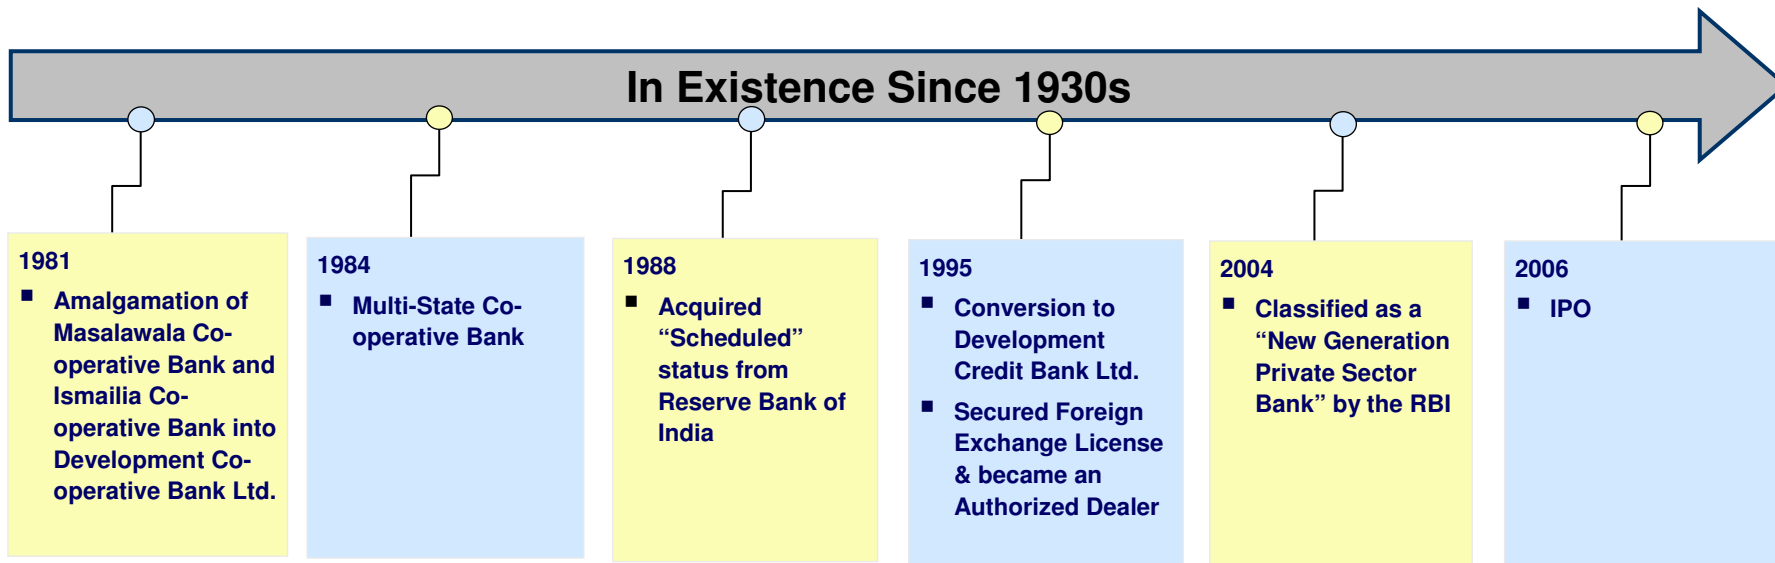 In Existence Since 1930s
1981
▪ Amalgamation of
Masalawala Co-
operative Bank and
Ismailia Co-
operative Bank into
Development Co-
operative Bank Ltd.
1984
▪ Multi-State Co-
operative Bank
1988
▪ Acquired
“Scheduled”
status from
Reserve Bank of
India
1995
▪ Conversion to
Development
Credit Bank Ltd.
▪ Secured Foreign
Exchange License
& became an
Authorized Dealer
2004
▪ Classified as a
“New Generation
Private Sector
Bank” by the RBI
2006
▪ IPO